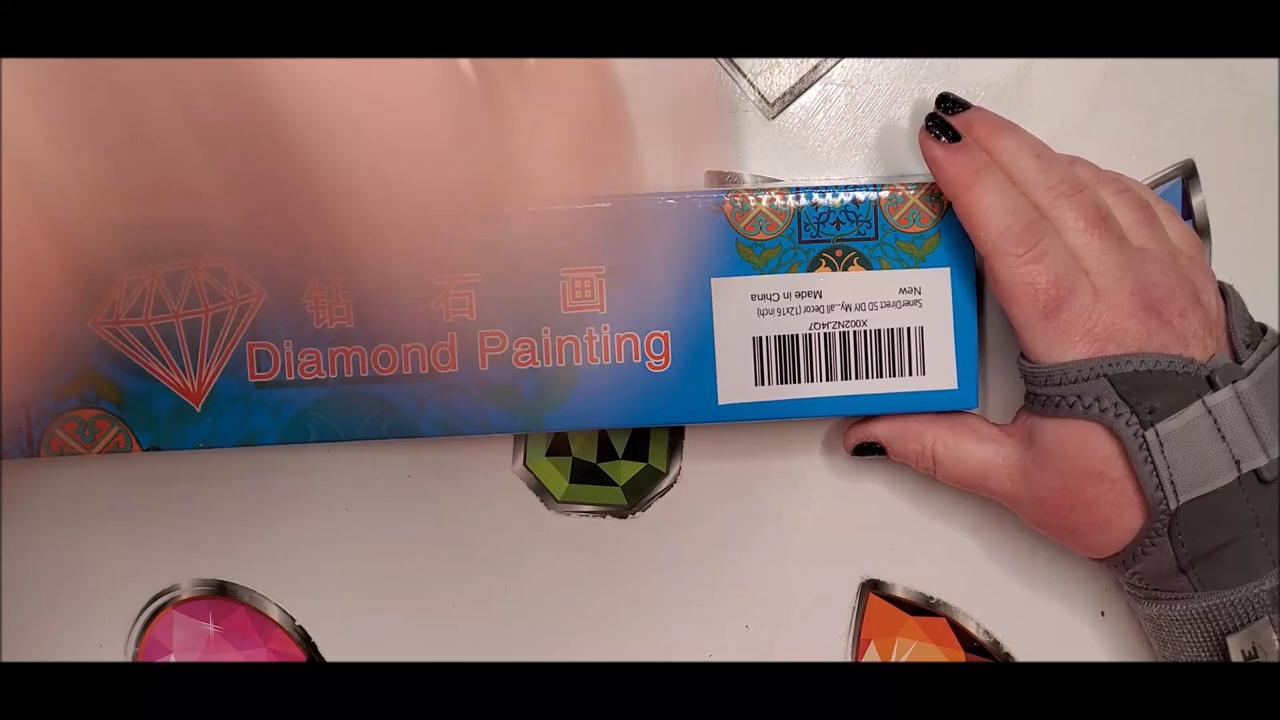 钻石画
Diamond Painting
X002NZJ4Q7
SanerDirect 5D DIY My...all Decor (12x16 inch)
New
Made in China
E